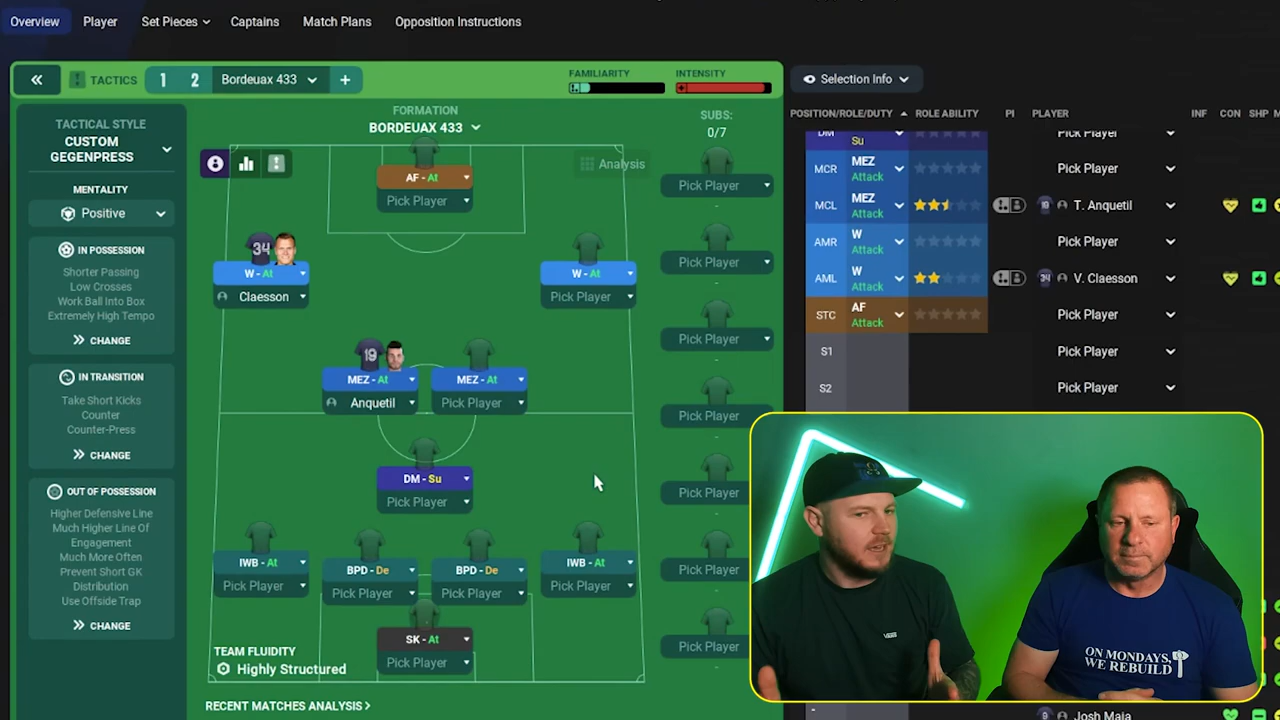 Overview Player Set Pieces Captains Match Plans Opposition Instructions
TACTICS 1 2 Bordeuax 433 +
FAMILIARITY INTENSITY
Selection Info
TACTICAL STYLE
CUSTOM
GEGENPRESS
MENTALITY
Positive
IN POSSESSION
Shorter Passing
Low Crosses
Work Ball Into Box
Extremely High Tempo
CHANGE
IN TRANSITION
Take Short Kicks
Counter
Counter-Press
CHANGE
OUT OF POSSESSION
Higher Defensive Line
Much Higher Line Of
Engagement
Much More Often
Prevent Short GK
Distribution
Use Offside Trap
CHANGE
FORMATION
BORDEUAX 433
Analysis
AF - At
Pick Player
34
W - At
Claesson
W - At
Pick Player
19
MEZ - At
Anquetil
MEZ - At
Pick Player
DM - Su
Pick Player
IWB - At
Pick Player
BPD - De
Pick Player
BPD - De
Pick Player
IWB - At
Pick Player
SK - At
Pick Player
TEAM FLUIDITY
Highly Structured
RECENT MATCHES ANALYSIS
SUBS:
0/7
Pick Player
-
Pick Player
-
Pick Player
-
Pick Player
-
Pick Player
-
Pick Player
-
Pick Player
POSITION/ROLE/DUTY ROLE ABILITY PI PLAYER INF CON SHP
DM Su Pick Player
MCR MEZ Attack Pick Player
MCL MEZ Attack 19 T. Anquetil
AMR W Attack Pick Player
AML W Attack 34 V. Claesson
STC AF Attack Pick Player
S1 Pick Player
S2 Pick Player
VANS
ON MONDAYS,
WE REBUILD
- 9 Josh Maja